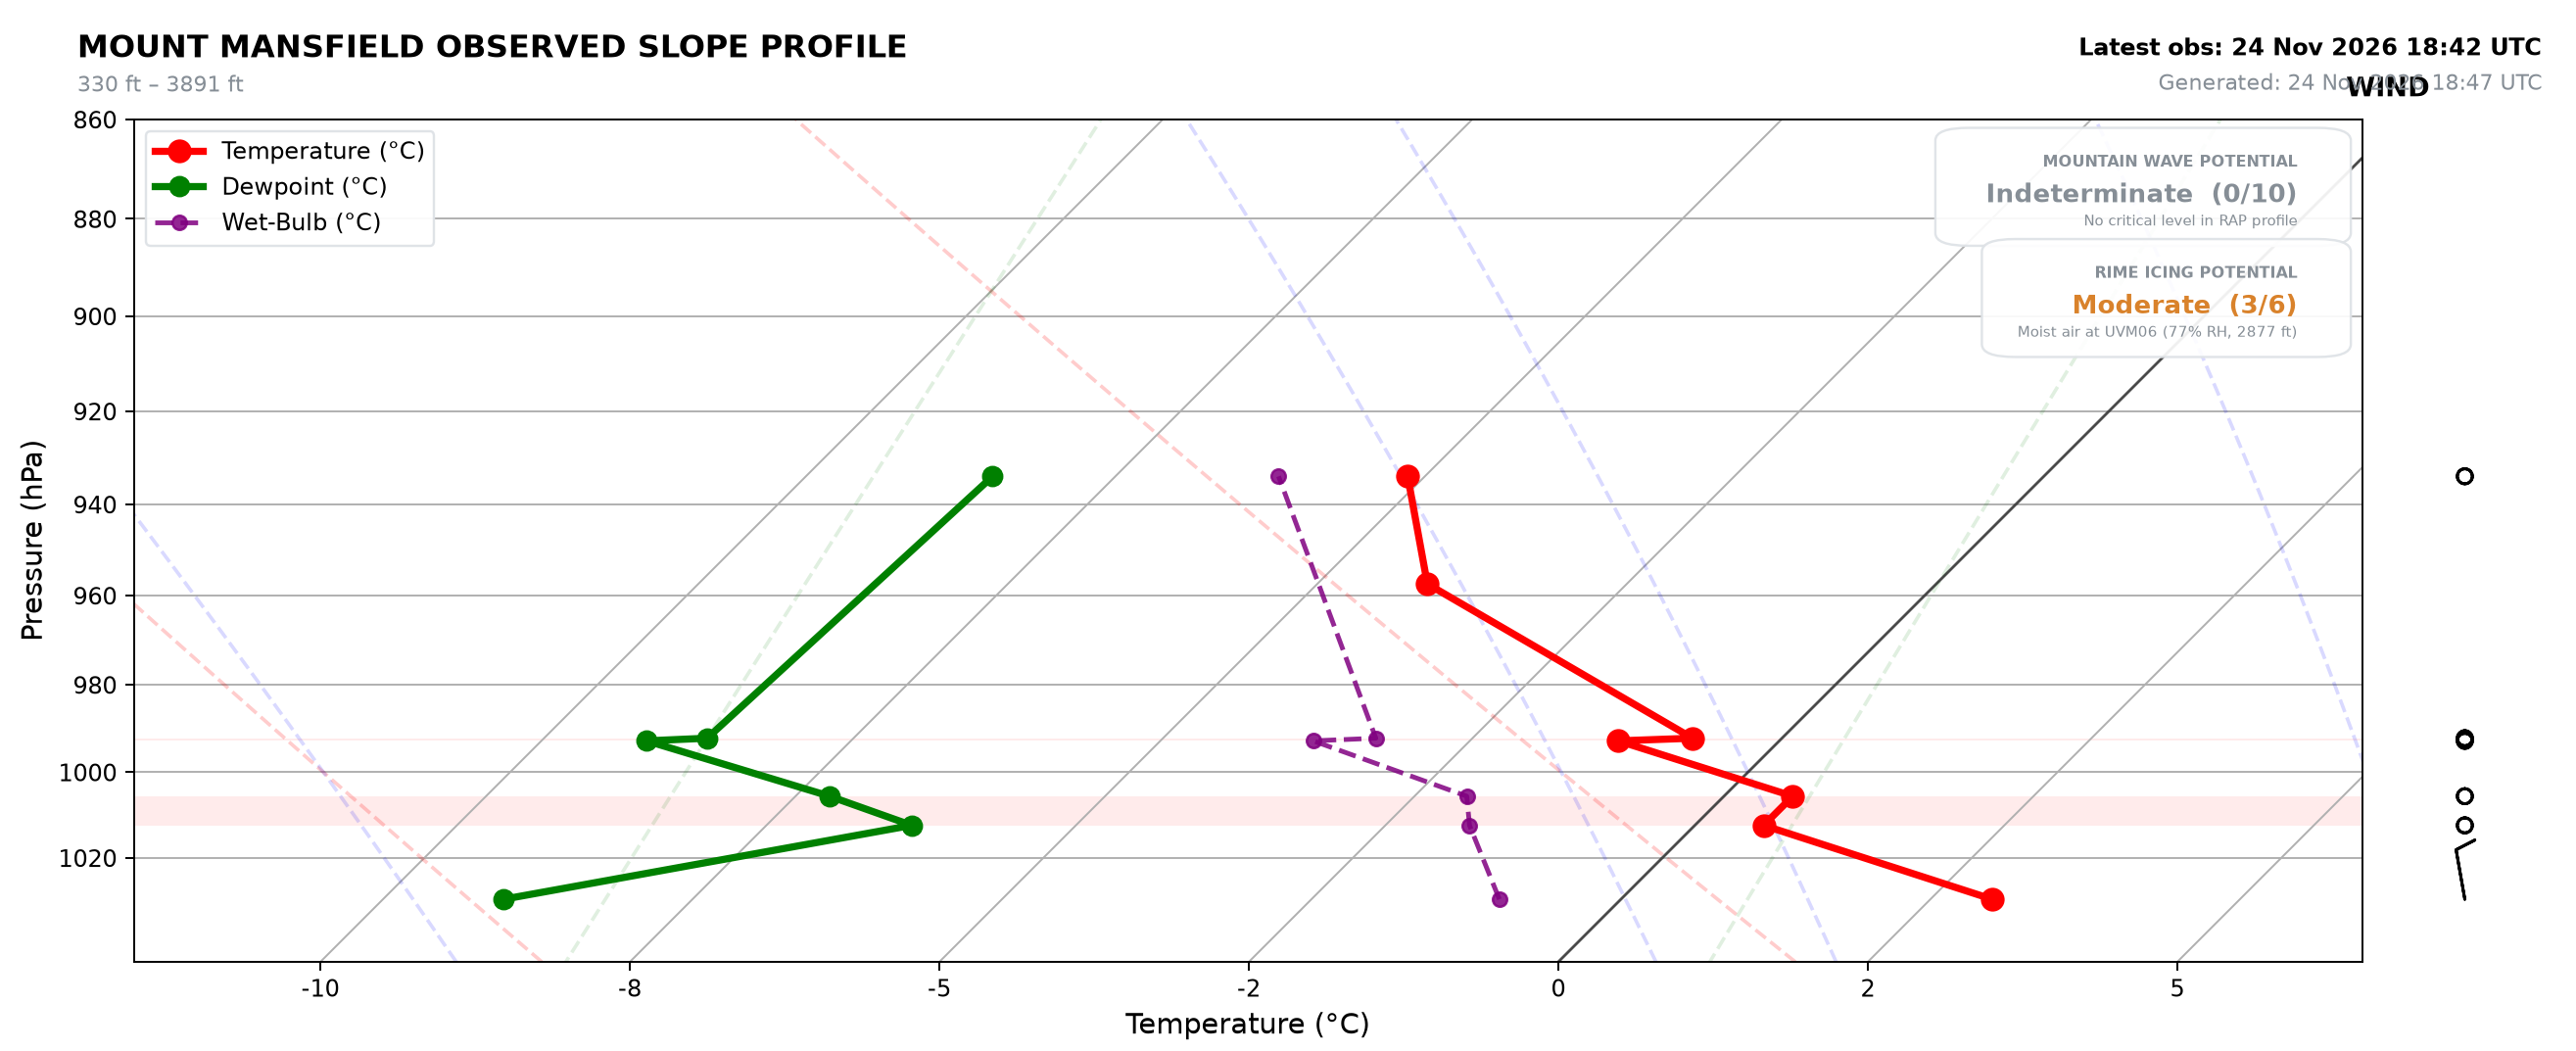 MOUNT MANSFIELD OBSERVED SLOPE PROFILE
330 ft – 3891 ft
Latest obs: 24 Nov 2026 18:42 UTC
Generated: 24 Nov 2026 18:47 UTC
WIND
Temperature (°C)
Dewpoint (°C)
Wet-Bulb (°C)
MOUNTAIN WAVE POTENTIAL
Indeterminate (0/10)
No critical level in RAP profile
RIME ICING POTENTIAL
Moderate (3/6)
Moist air at UVM06 (77% RH, 2877 ft)
Pressure (hPa)
860
880
900
920
940
960
980
1000
1020
-10 -8 -5 -2 0 2 5
Temperature (°C)